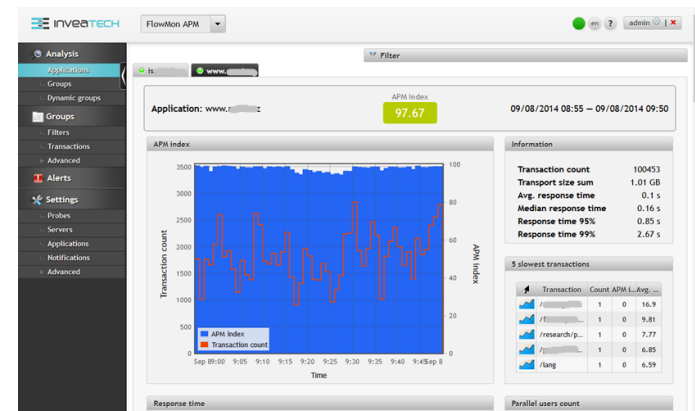 INVEATECH
FlowMon APM
en
?
admin
Analysis
Applications
Groups
Dynamic groups
Groups
Filters
Transactions
Advanced
Alerts
Settings
Probes
Servers
Applications
Notifications
Advanced
Filter
is.
www.
Application: www.
APM index
97.67
09/08/2014 08:55 — 09/08/2014 09:50
APM index
3500
3000
2500
2000
1500
1000
500
0
Transaction count
100
80
60
40
20
0
APM index
APM index
Transaction count
Sep 8 9:00 9:05 9:10 9:15 9:20 9:25 9:30 9:35 9:40 9:45 Sep 8
Time
Information
Transaction count 100453
Transport size sum 1.01 GB
Avg. response time 0.1 s
Median response time 0.16 s
Response time 95% 0.85 s
Response time 99% 2.67 s
5 slowest transactions
Transaction Count APM i... Avg. ...
/ 1 0 16.9
/ 1 0 9.81
/research/p... 1 0 7.77
/ 1 0 6.85
/lang 1 0 6.59
Response time
Parallel users count